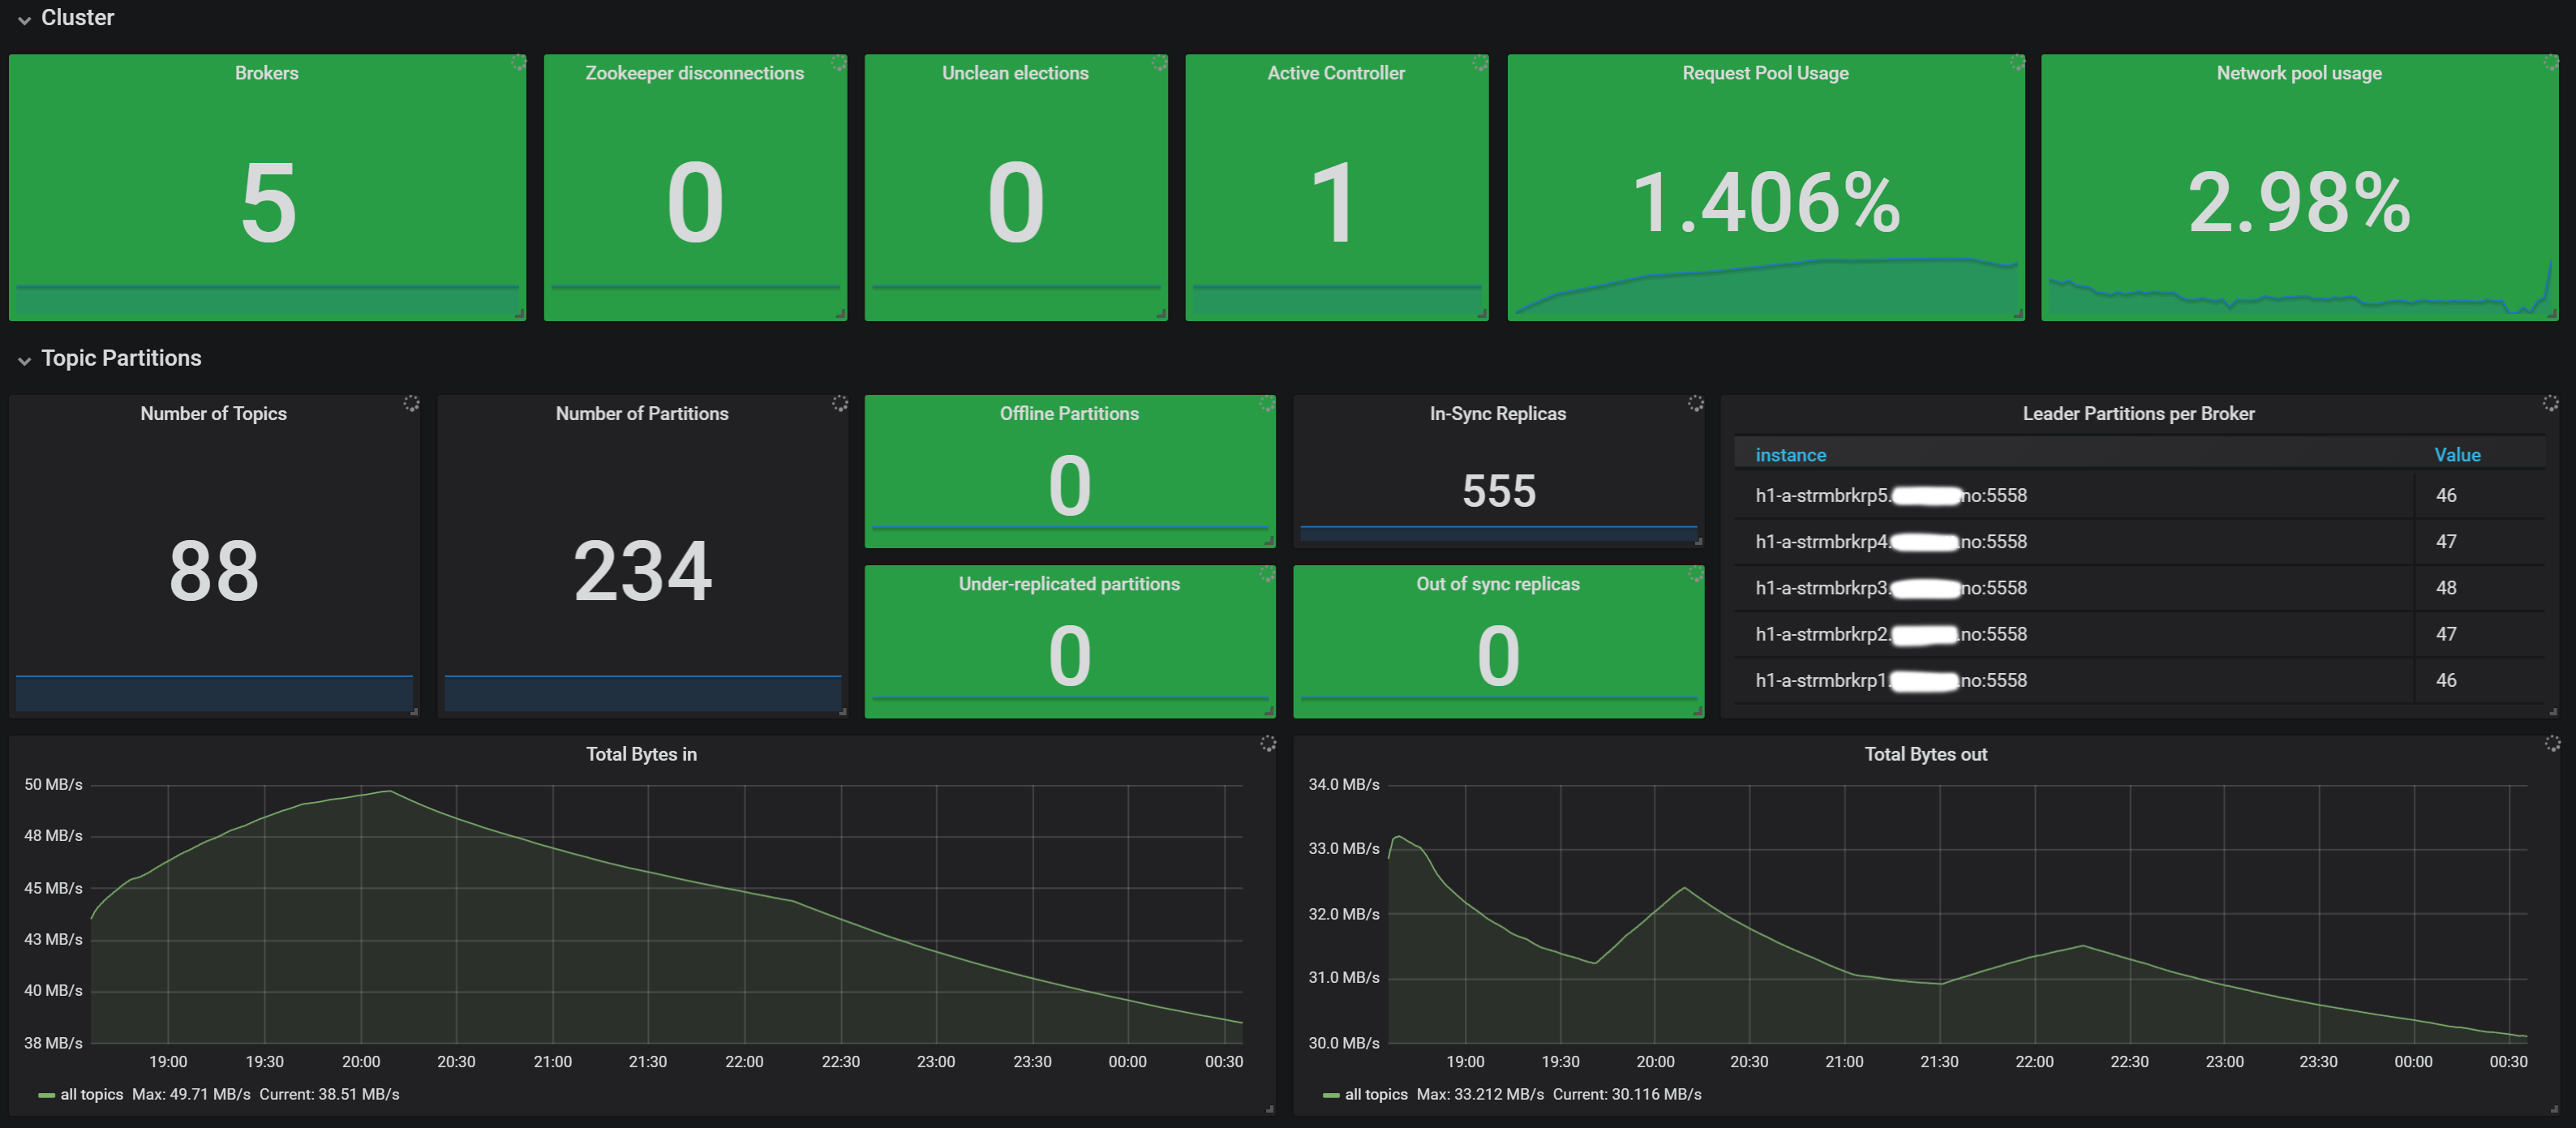 Cluster
Brokers
5
Zookeeper disconnections
0
Unclean elections
0
Active Controller
1
Request Pool Usage
1.406%
Network pool usage
2.98%
Topic Partitions
Number of Topics
88
Number of Partitions
234
Offline Partitions
0
In-Sync Replicas
555
Under-replicated partitions
0
Out of sync replicas
0
Leader Partitions per Broker
instance Value
h1-a-strmbrkrp5. no:5558 46
h1-a-strmbrkrp4. no:5558 47
h1-a-strmbrkrp3. no:5558 48
h1-a-strmbrkrp2. .no:5558 47
h1-a-strmbrkrp1. .no:5558 46
Total Bytes in
50 MB/s
48 MB/s
45 MB/s
43 MB/s
40 MB/s
38 MB/s
19:00 19:30 20:00 20:30 21:00 21:30 22:00 22:30 23:00 23:30 00:00 00:30
all topics Max: 49.71 MB/s Current: 38.51 MB/s
Total Bytes out
34.0 MB/s
33.0 MB/s
32.0 MB/s
31.0 MB/s
30.0 MB/s
19:00 19:30 20:00 20:30 21:00 21:30 22:00 22:30 23:00 23:30 00:00 00:30
all topics Max: 33.212 MB/s Current: 30.116 MB/s